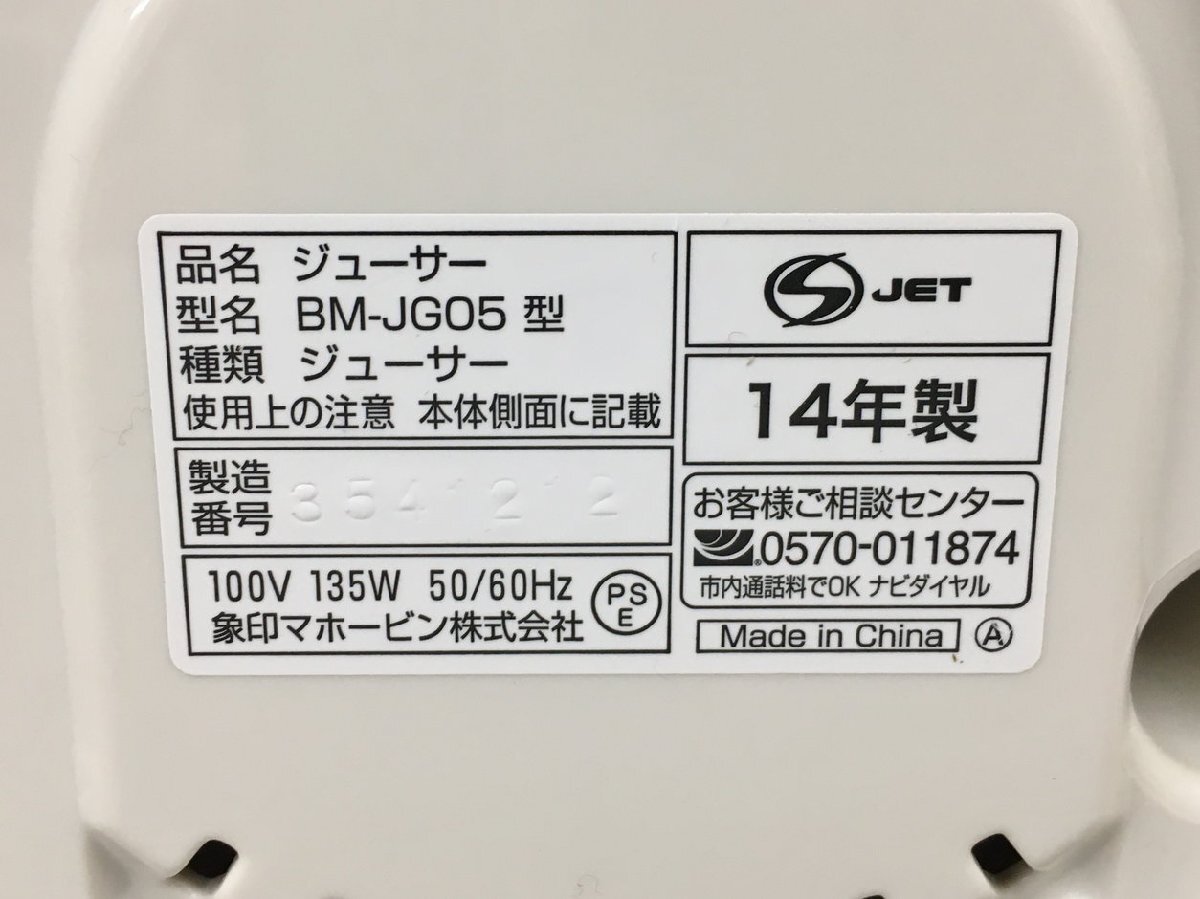 品名 ジューサー
型名 BM-JG05 型
種類 ジューサー
使用上の注意 本体側面に記載
製造番号 354 2 2
100V 135W 50/60Hz
象印マホービン株式会社
PS
E
S JET
14年製
お客様ご相談センター
0570-011874
市内通話料でOK ナビダイヤル
Made in China A